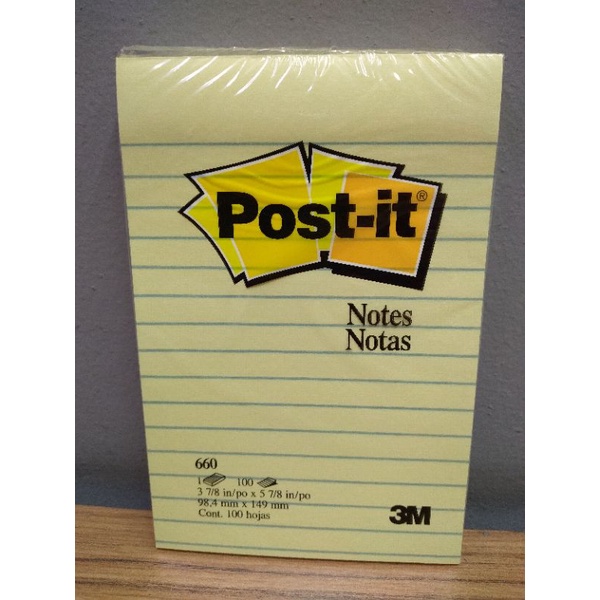 Post-it®
Notes
Notas
660
1 100
3 7/8 in/po x 5 7/8 in/po
98,4 mm x 149 mm
Cont. 100 hojas
3M